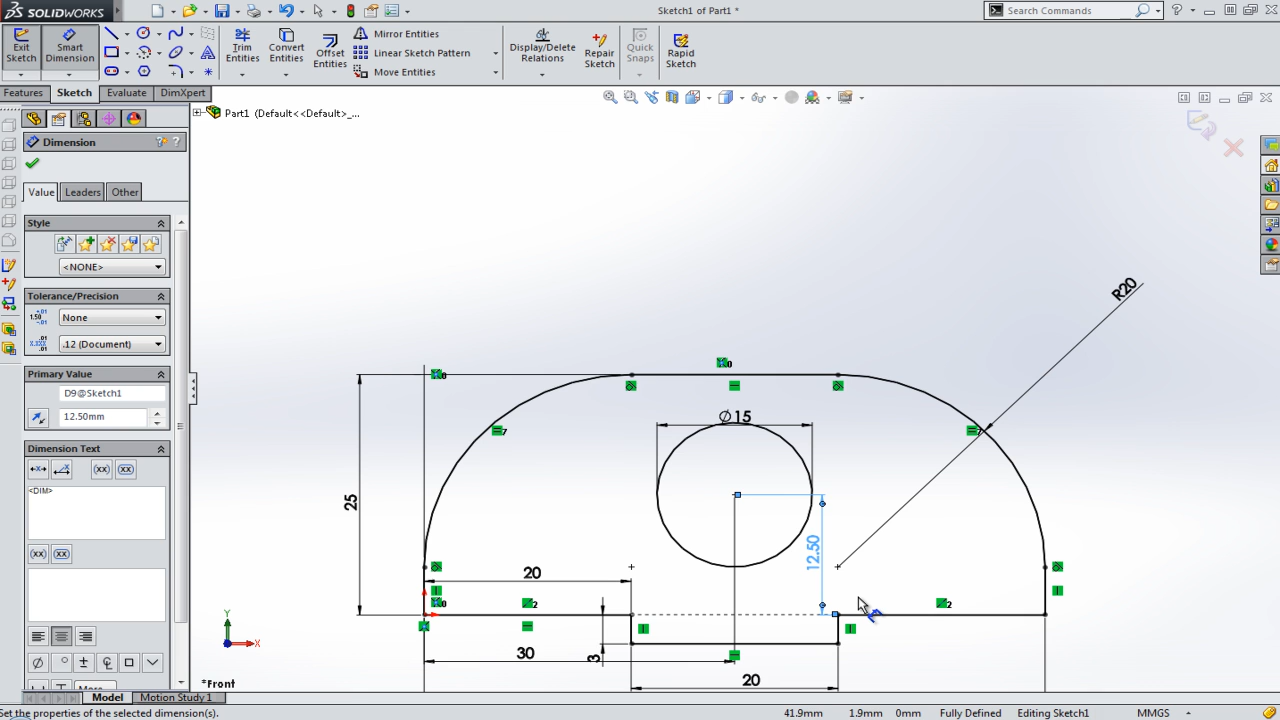 SOLIDWORKS
Sketch1 of Part1 *
Search Commands
Exit Sketch
Smart Dimension
Trim Entities
Convert Entities
Offset Entities
Mirror Entities
Linear Sketch Pattern
Move Entities
Display/Delete Relations
Repair Sketch
Quick Snaps
Rapid Sketch
Features
Sketch
Evaluate
DimXpert
Part1 (Default<<Default>_...
Dimension
Value
Leaders
Other
Style
<NONE>
Tolerance/Precision
None
.12 (Document)
Primary Value
D9@Sketch1
12.50mm
Dimension Text
<DIM>
More...
R20
Ø15
25
12.50
20
30
3
20
*Front
Model
Motion Study 1
Set the properties of the selected dimension(s).
41.9mm
1.9mm
0mm
Fully Defined
Editing Sketch1
MMGS